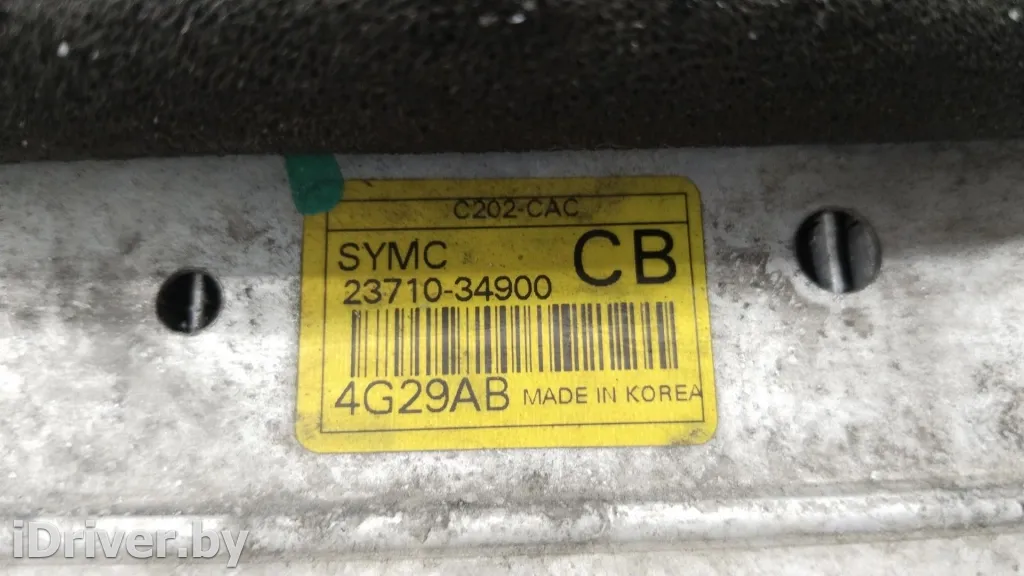 C202-CAC
SYMC CB
23710-34900
4G29AB MADE IN KOREA
iDriver.by